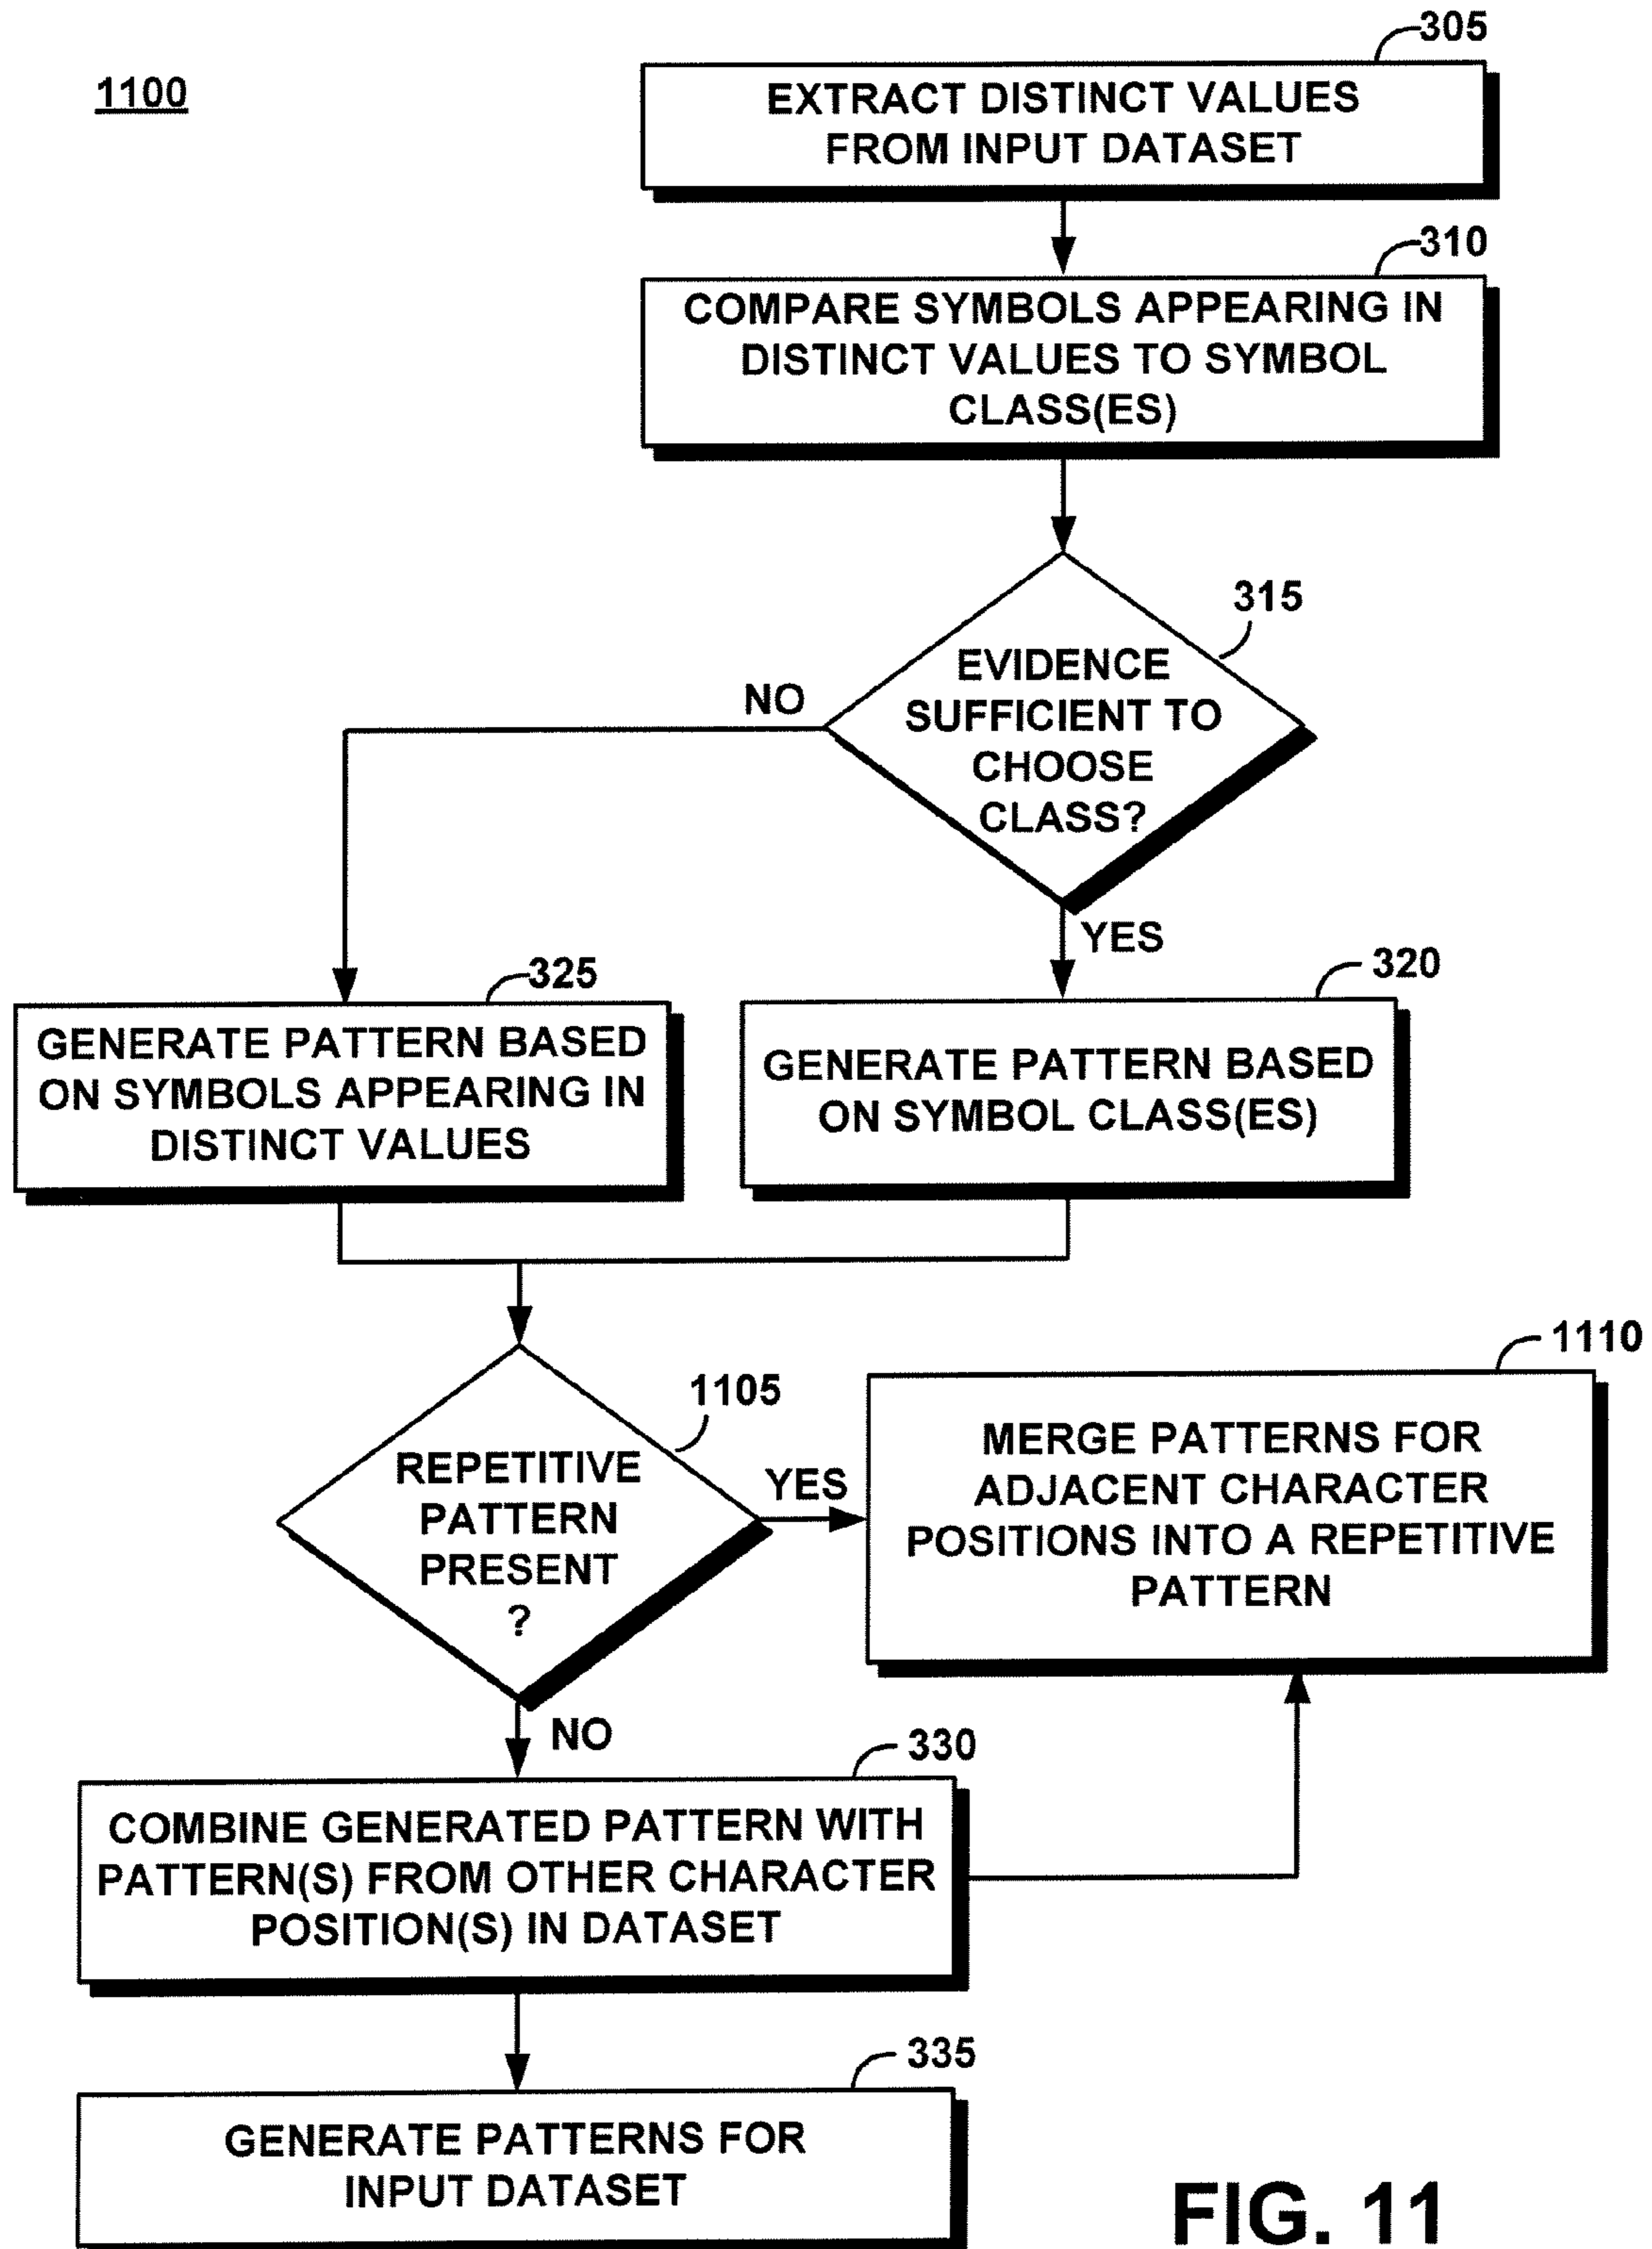 1100
305
EXTRACT DISTINCT VALUES
FROM INPUT DATASET
310
COMPARE SYMBOLS APPEARING IN
DISTINCT VALUES TO SYMBOL
CLASS(ES)
315
EVIDENCE
SUFFICIENT TO
CHOOSE
CLASS?
NO
YES
325
GENERATE PATTERN BASED
ON SYMBOLS APPEARING IN
DISTINCT VALUES
320
GENERATE PATTERN BASED
ON SYMBOL CLASS(ES)
1105
REPETITIVE
PATTERN
PRESENT
?
YES
1110
MERGE PATTERNS FOR
ADJACENT CHARACTER
POSITIONS INTO A REPETITIVE
PATTERN
NO
330
COMBINE GENERATED PATTERN WITH
PATTERN(S) FROM OTHER CHARACTER
POSITION(S) IN DATASET
335
GENERATE PATTERNS FOR
INPUT DATASET
FIG. 11